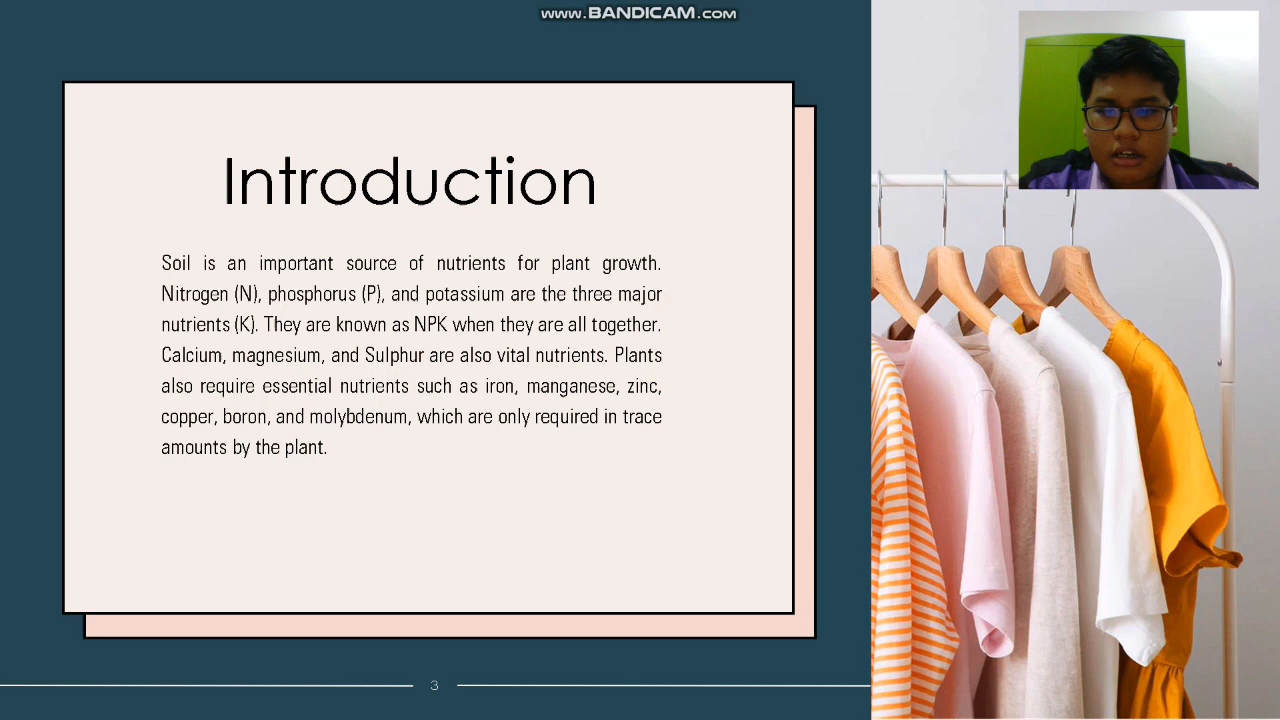 www.BANDICAM.com
Introduction
Soil is an important source of nutrients for plant growth.
Nitrogen (N), phosphorus (P), and potassium are the three major
nutrients (K). They are known as NPK when they are all together.
Calcium, magnesium, and Sulphur are also vital nutrients. Plants
also require essential nutrients such as iron, manganese, zinc,
copper, boron, and molybdenum, which are only required in trace
amounts by the plant.
3